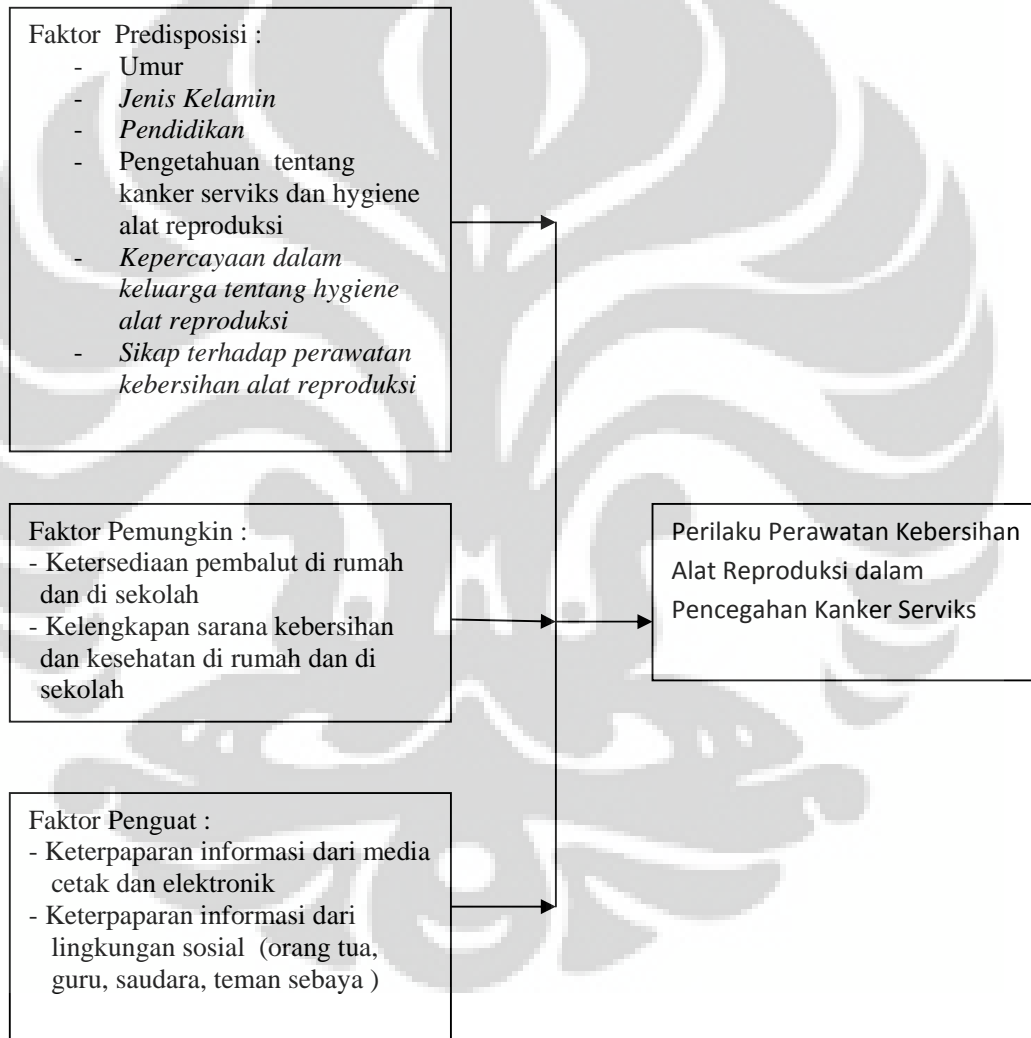 Faktor Predisposisi :
- Umur
- Jenis Kelamin
- Pendidikan
- Pengetahuan tentang
kanker serviks dan hygiene
alat reproduksi
- Kepercayaan dalam
keluarga tentang hygiene
alat reproduksi
- Sikap terhadap perawatan
kebersihan alat reproduksi
Faktor Pemungkin :
- Ketersediaan pembalut di rumah
dan di sekolah
- Kelengkapan sarana kebersihan
dan kesehatan di rumah dan di
sekolah
Perilaku Perawatan Kebersihan
Alat Reproduksi dalam
Pencegahan Kanker Serviks
Faktor Penguat :
- Keterpaparan informasi dari media
cetak dan elektronik
- Keterpaparan informasi dari
lingkungan sosial (orang tua,
guru, saudara, teman sebaya )